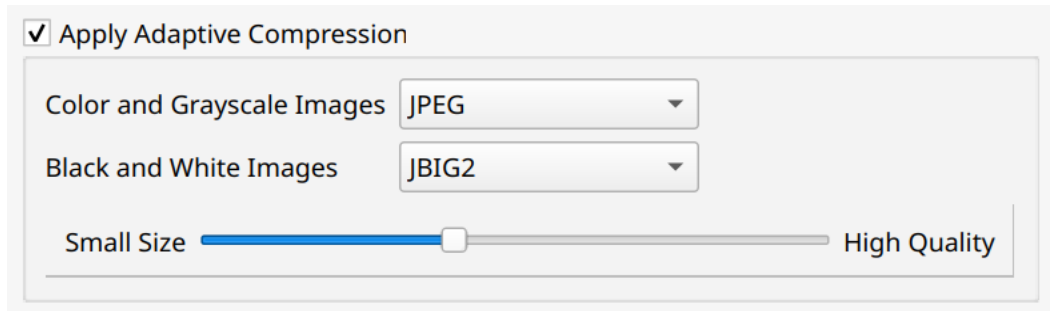 Apply Adaptive Compression
Color and Grayscale Images JPEG
Black and White Images JBIG2
Small Size High Quality